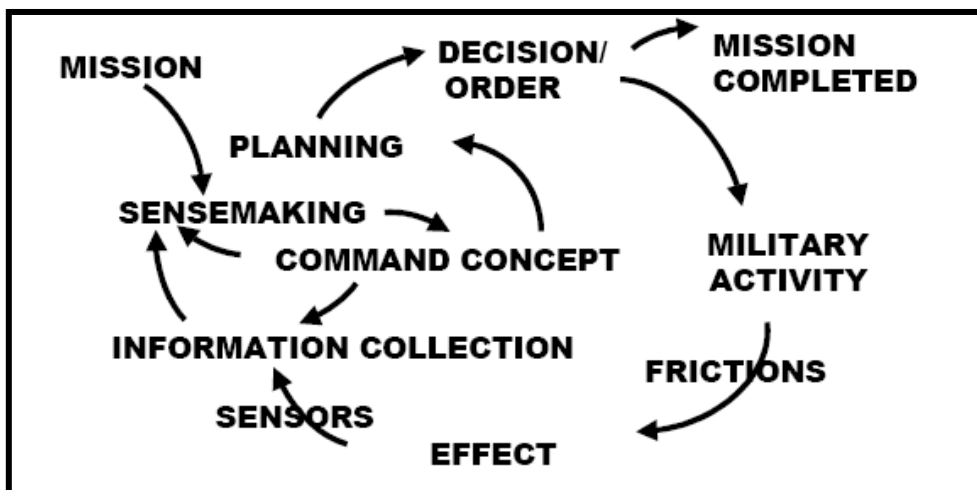 MISSION
DECISION/
ORDER
MISSION
COMPLETED
PLANNING
SENSEMAKING
COMMAND CONCEPT
MILITARY
ACTIVITY
INFORMATION COLLECTION
FRICTIONS
SENSORS
EFFECT